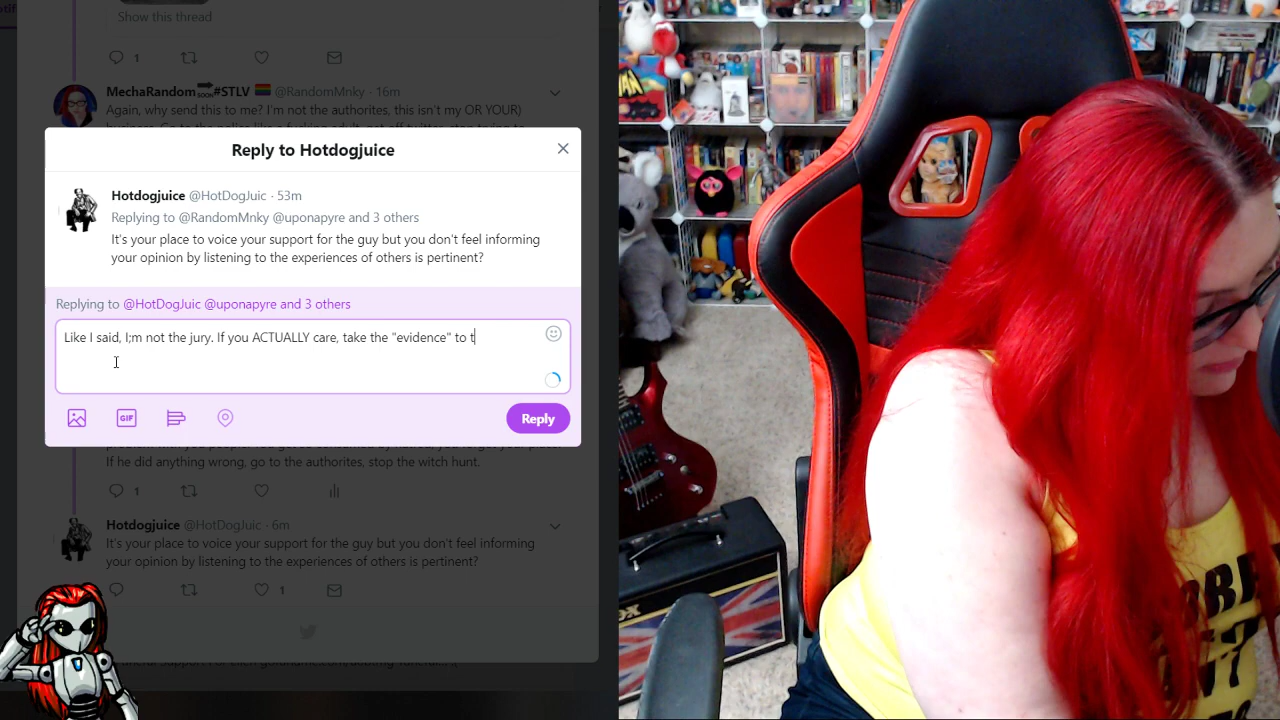 Show this thread
1
MechaRandom #STLV @RandomMnky · 16m
Again, why send this to me? I'm not the authorites, this isn't my OR YOUR)
Reply to Hotdogjuice
Hotdogjuice @HotDogJuic · 53m
Replying to @RandomMnky @uponapyre and 3 others
It's your place to voice your support for the guy but you don't feel informing
your opinion by listening to the experiences of others is pertinent?
Replying to @HotDogJuic @uponapyre and 3 others
Like I said, I;m not the jury. If you ACTUALLY care, take the "evidence" to t
GIF
Reply
If he did anything wrong, go to the authorites, stop the witch hunt.
1
Hotdogjuice @HotDogJuic · 6m
It's your place to voice your support for the guy but you don't feel informing
your opinion by listening to the experiences of others is pertinent?
1